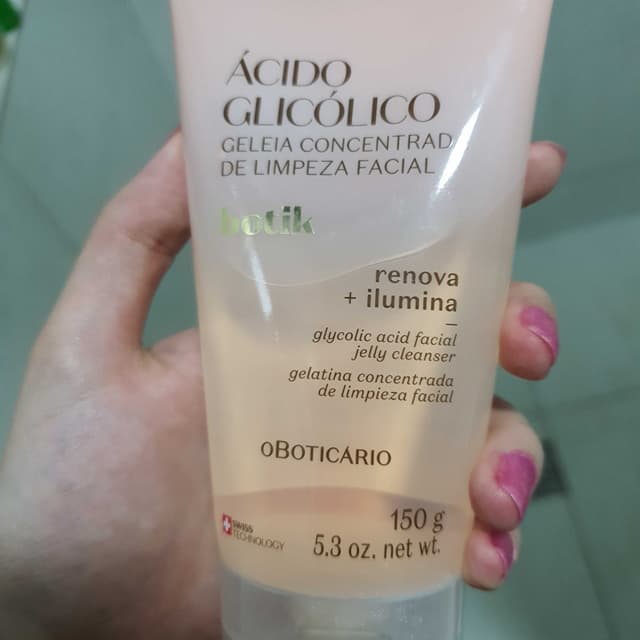 ÁCIDO
GLICÓLICO
GELEIA CONCENTRAD
DE LIMPEZA FACIAL
botik
renova
+ ilumina
glycolic acid facial
jelly cleanser
gelatina concentrada
de limpieza facial
oBOTICÁRIO
SWISS
TECHNOLOGY
150 g
5.3 oz. net wt.